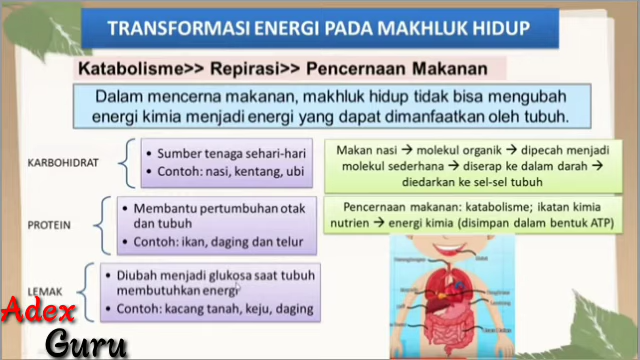 TRANSFORMASI ENERGI PADA MAKHLUK HIDUP
Katabolisme>> Repirasi>> Pencernaan Makanan
Dalam mencerna makanan, makhluk hidup tidak bisa mengubah
energi kimia menjadi energi yang dapat dimanfaatkan oleh tubuh.
KARBOHIDRAT
• Sumber tenaga sehari-hari
• Contoh: nasi, kentang, ubi
Makan nasi → molekul organik → dipecah menjadi
molekul sederhana → diserap ke dalam darah →
diedarkan ke sel-sel tubuh
PROTEIN
• Membantu pertumbuhan otak
dan tubuh
• Contoh: ikan, daging dan telur
Pencernaan makanan: katabolisme; ikatan kimia
nutrien → energi kimia (disimpan dalam bentuk ATP)
LEMAK
• Diubah menjadi glukosa saat tubuh
membutuhkan energi
• Contoh: kacang tanah, keju, daging
Adex
Guru